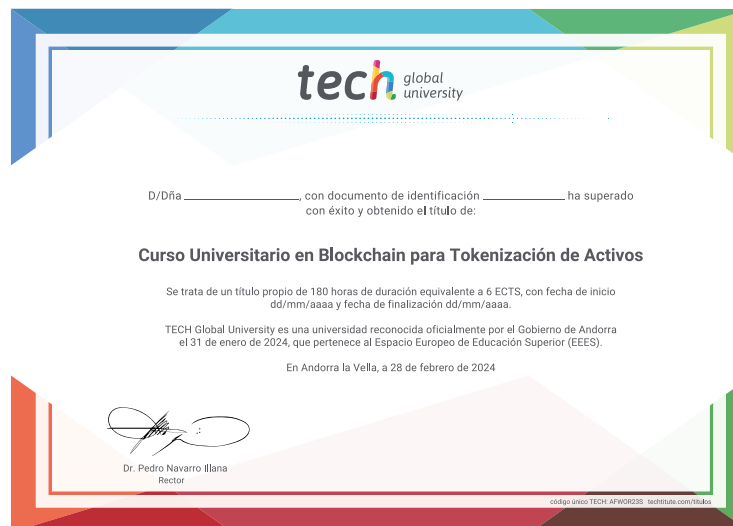 tech global university
D/Dña ____________________, con documento de identificación ______________ ha superado
con éxito y obtenido el título de:
Curso Universitario en Blockchain para Tokenización de Activos
Se trata de un título propio de 180 horas de duración equivalente a 6 ECTS, con fecha de inicio
dd/mm/aaaa y fecha de finalización dd/mm/aaaa.
TECH Global University es una universidad reconocida oficialmente por el Gobierno de Andorra
el 31 de enero de 2024, que pertenece al Espacio Europeo de Educación Superior (EEES).
En Andorra la Vella, a 28 de febrero de 2024
Dr. Pedro Navarro Illana
Rector
código único TECH: AFWOR23S techtitute.com/titulos